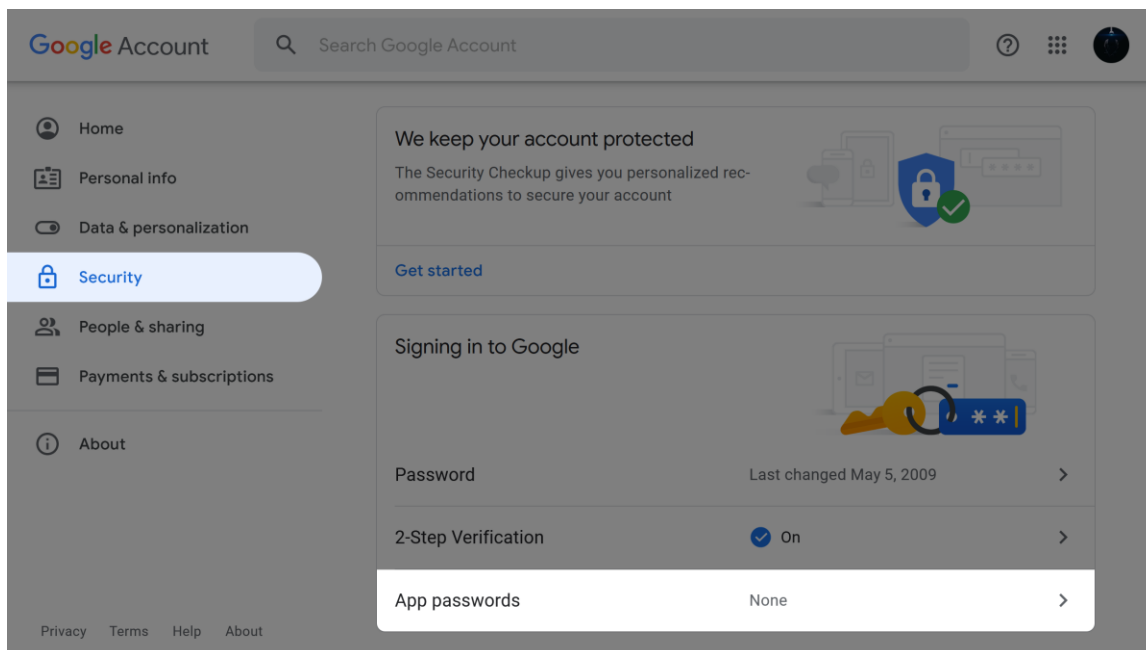 Google Account
Search Google Account
Home
Personal info
Data & personalization
Security
People & sharing
Payments & subscriptions
About
We keep your account protected
The Security Checkup gives you personalized rec-
ommendations to secure your account
Get started
Signing in to Google
**
Password Last changed May 5, 2009
2-Step Verification On
App passwords None
Privacy Terms Help About